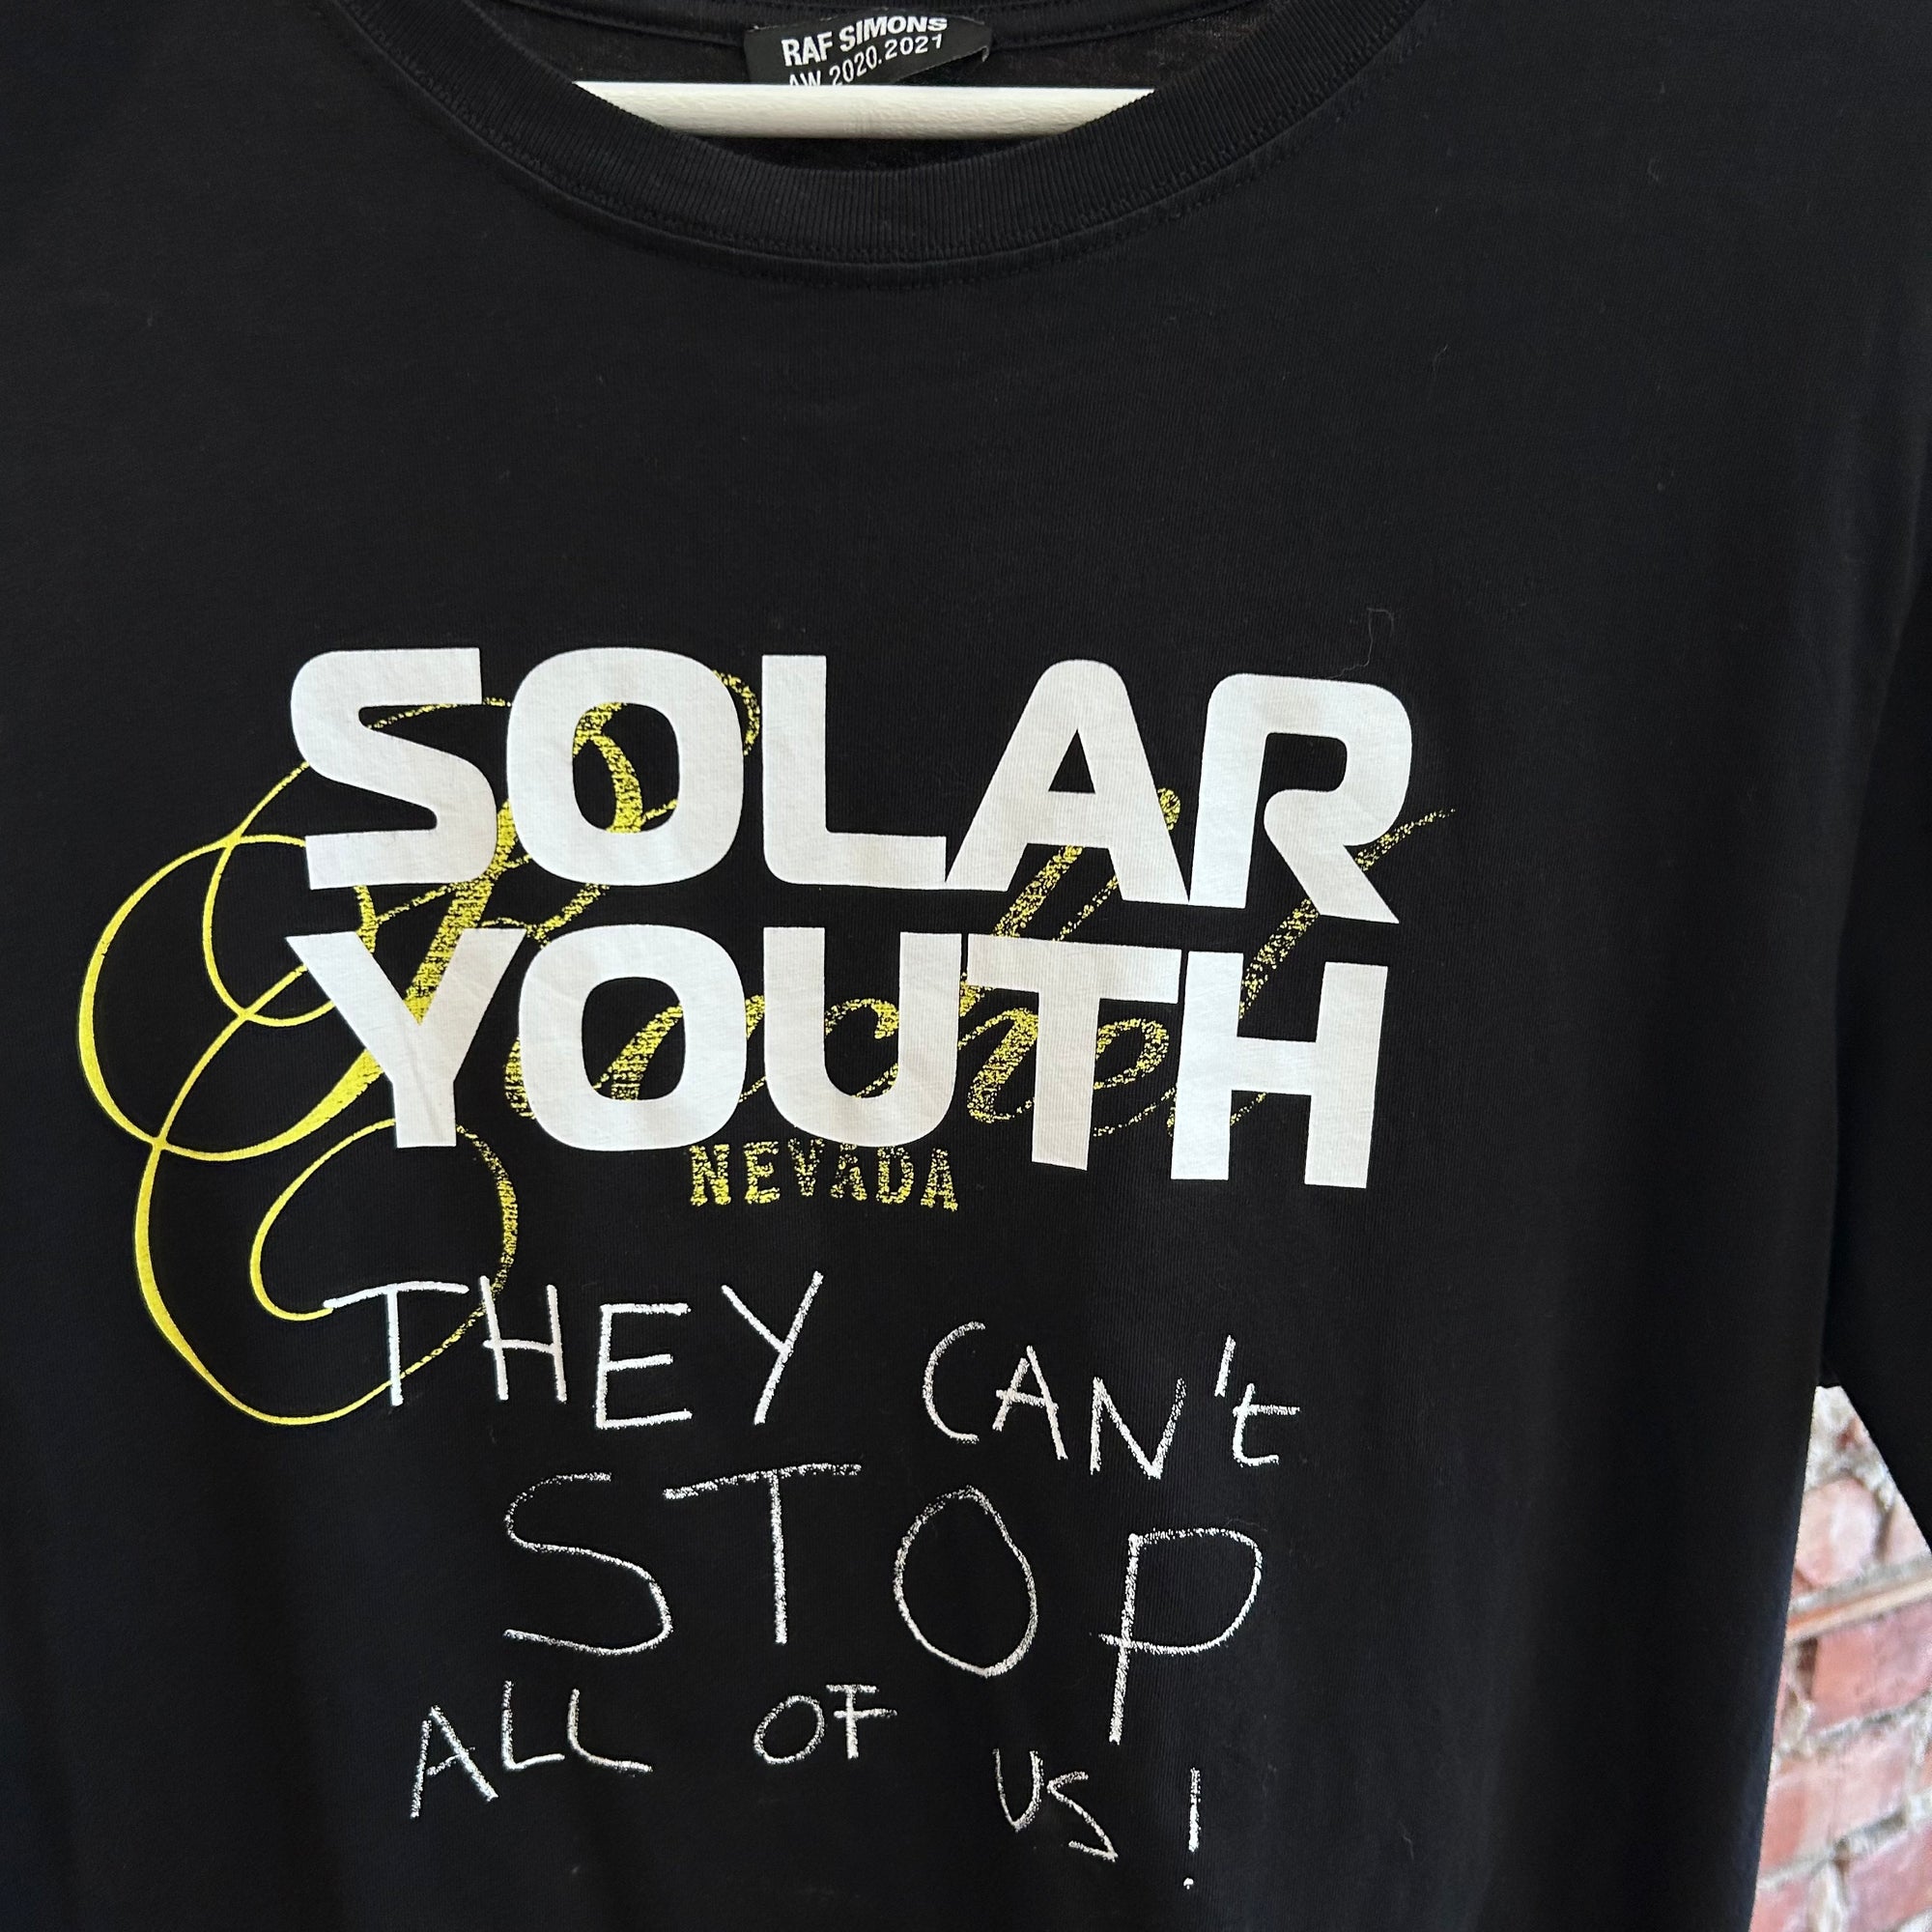 RAF SIMONS
AW 2020.2021
SOLAR
YOUTH
NEVADA
THEY CAN't
STOP
ALL OF US!